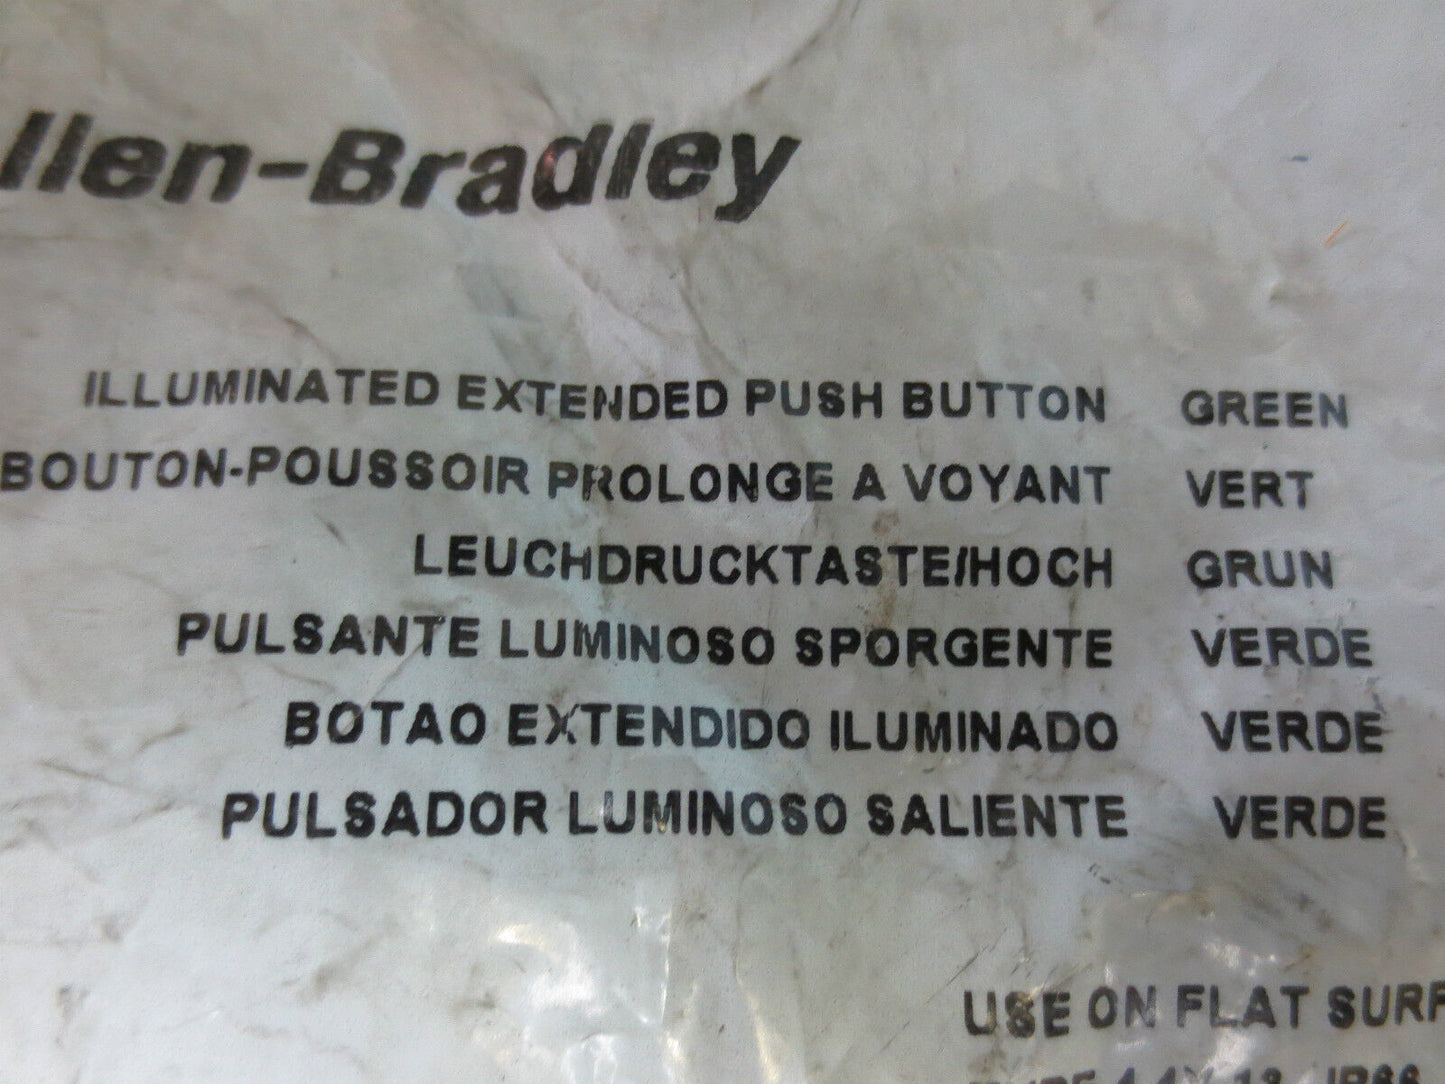 llen-Bradley
ILLUMINATED EXTENDED PUSH BUTTON GREEN
BOUTON-POUSSOIR PROLONGE A VOYANT VERT
LEUCHDRUCKTASTE/HOCH GRUN
PULSANTE LUMINOSO SPORGENTE VERDE
BOTAO EXTENDIDO ILUMINADO VERDE
PULSADOR LUMINOSO SALIENTE VERDE
USE ON FLAT SURF